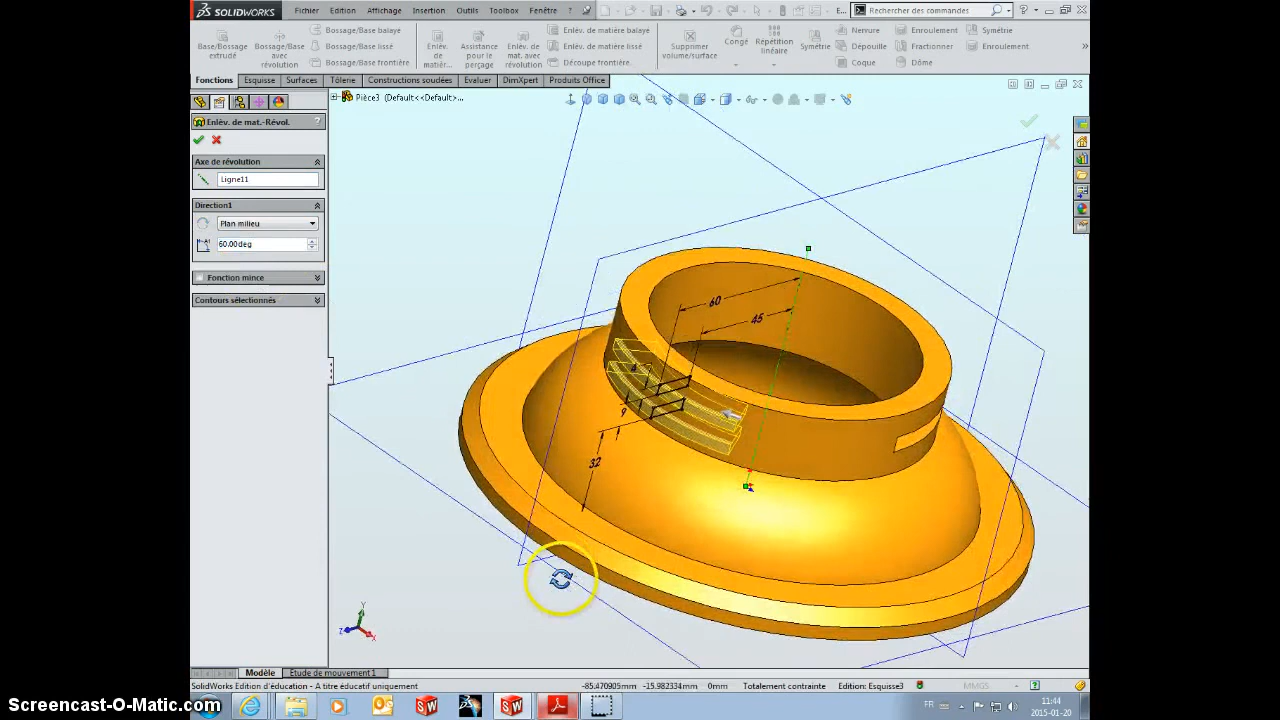 SOLIDWORKS Fichier Edition Affichage Insertion Outils Toolbox Fenêtre E... Rechercher des commandes
Base/Bossage extrudé
Bossage/Base avec révolution
Bossage/Base balayé
Bossage/Base lissé
Bossage/Base frontière
Enlèv. de matièr...
Assistance pour le perçage
Enlèv. de mat. avec révolution
Enlèv. de matière balayé
Enlèv. de matière lissé
Découpe frontière...
Supprimer volume/surface
Congé
Répétition linéaire
Symétrie
Nervure
Dépouille
Coque
Enroulement
Fractionner
Dôme
Symétrie
Enroulement
Fonctions Esquisse Surfaces Tôlerie Constructions soudées Evaluer DimXpert Produits Office
Pièce3 (Default<<Default>...
Enlèv. de mat.-Révol. ?
Axe de révolution
Ligne11
Direction1
Plan milieu
60.00deg
Fonction mince
Contours sélectionnés
60
45
4
9
32
Y
Z
X
Modèle Etude de mouvement 1
SolidWorks Edition d'éducation - A titre éducatif uniquement -85.470905mm -15.982334mm 0mm Totalement contrainte Edition: Esquisse3 MMGS
FR 11:44
2015-01-20
Screencast-O-Matic.com